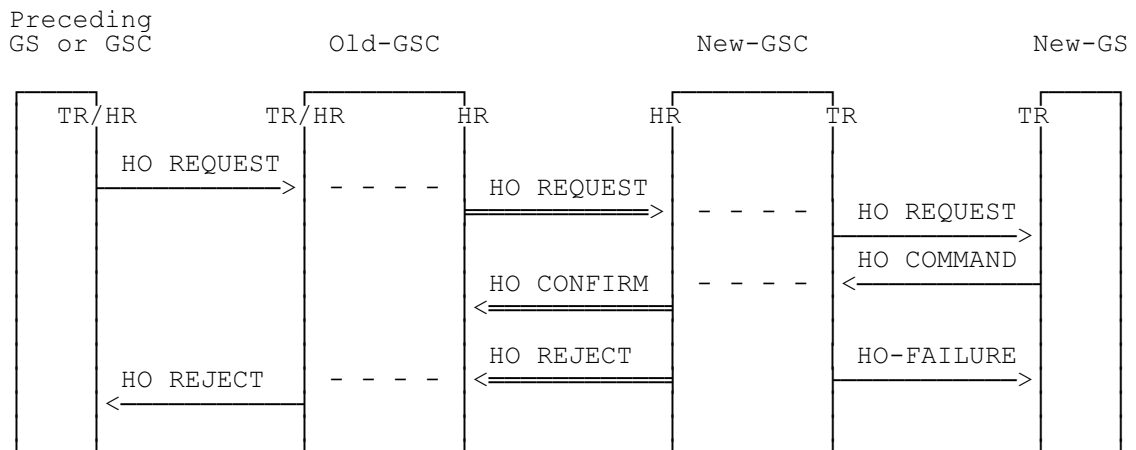 Preceding
GS or GSC Old-GSC New-GSC New-GS
TR/HR TR/HR HR HR TR TR
HO REQUEST
HO REQUEST
HO REQUEST
HO COMMAND
HO CONFIRM
HO REJECT HO-FAILURE
HO REJECT